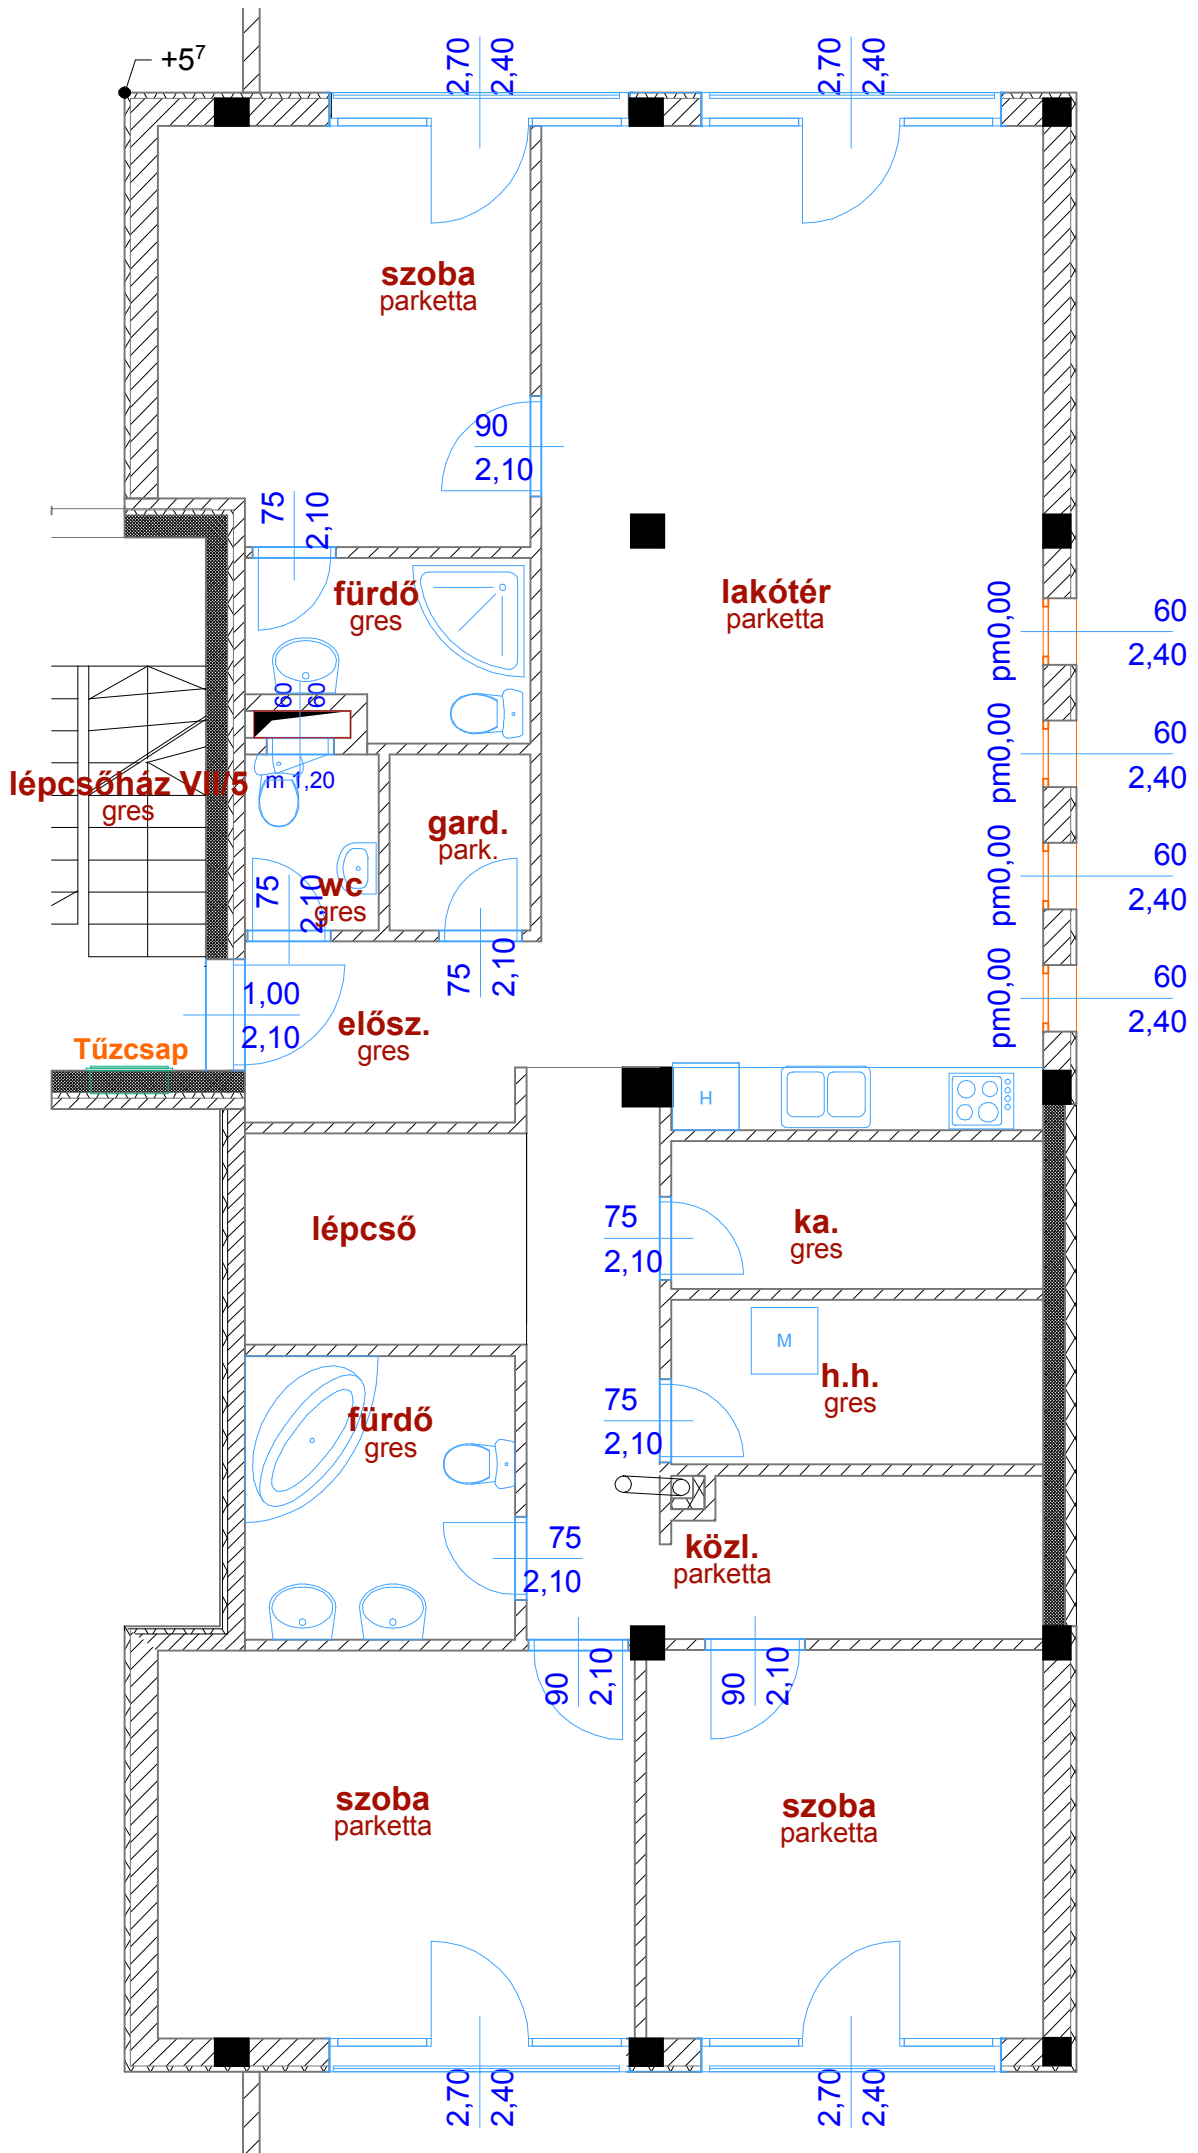 +5⁷
2,70
2,40
2,70
2,40
szoba
parketta
90
2,10
75
2,10
fürdő
gres
lakótér
parketta
pm0,00
60
2,40
60
60
pm0,00
60
2,40
lépcsőház VII/5
gres
m 1,20
gard.
park.
pm0,00
60
2,40
75
2,10
wc
gres
75
2,10
pm0,00
60
2,40
1,00
2,10
elősz.
gres
Tűzcsap
H
lépcső
75
2,10
ka.
gres
M
h.h.
gres
75
2,10
fürdő
gres
75
2,10
közl.
parketta
90
2,10
90
2,10
szoba
parketta
szoba
parketta
2,70
2,40
2,70
2,40